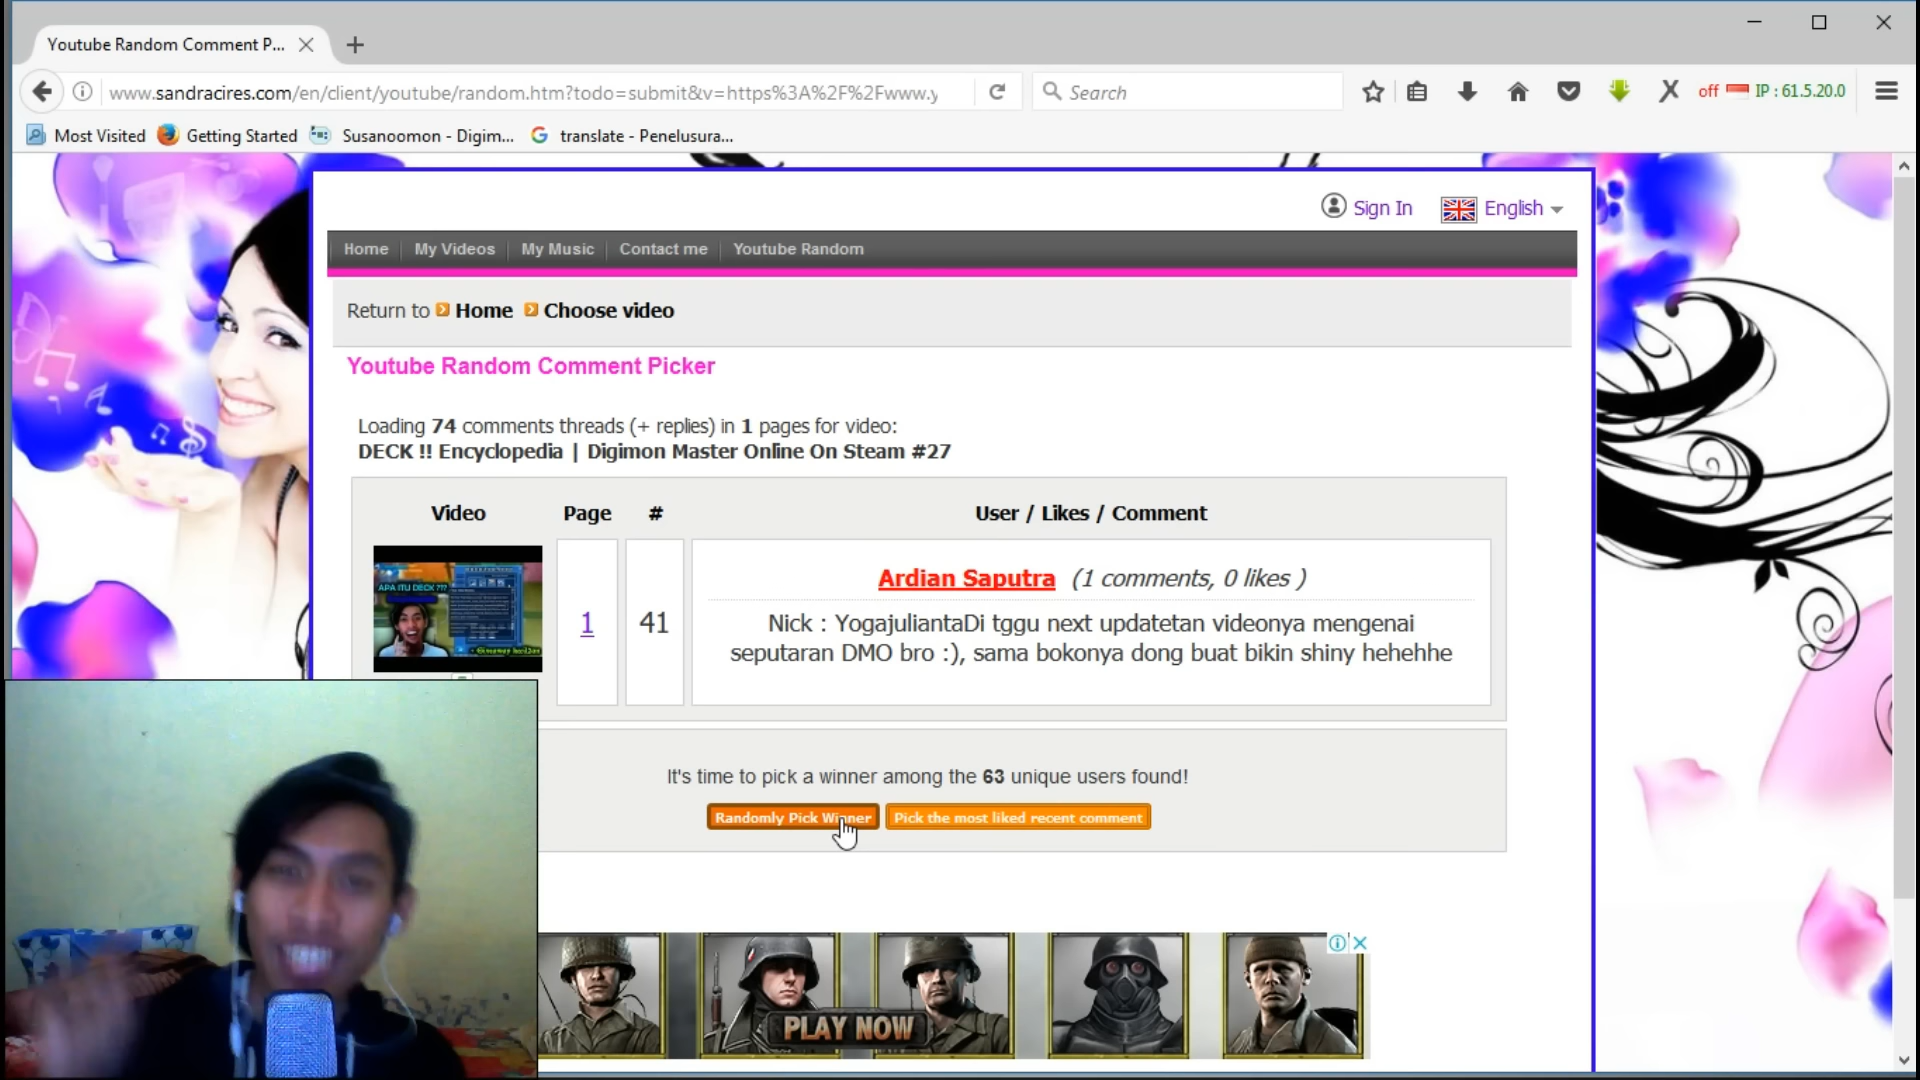 Youtube Random Comment P...
www.sandracires.com/en/client/youtube/random.htm?todo=submit&v=https%3A%2F%2Fwww.y
Search
off IP : 61.5.20.0
Most Visited Getting Started Susanoomon - Digim... translate - Penelusura...
Sign In English
Home My Videos My Music Contact me Youtube Random
Return to Home Choose video
Youtube Random Comment Picker
Loading 74 comments threads (+ replies) in 1 pages for video:
DECK !! Encyclopedia | Digimon Master Online On Steam #27
Video Page # User / Likes / Comment
APA ITU DECK ???
1 41
Ardian Saputra (1 comments, 0 likes )
Nick : YogajuliantaDi tggu next updatetan videonya mengenai
seputaran DMO bro :), sama bokonya dong buat bikin shiny hehehhe
It's time to pick a winner among the 63 unique users found!
Randomly Pick Winner Pick the most liked recent comment
PLAY NOW